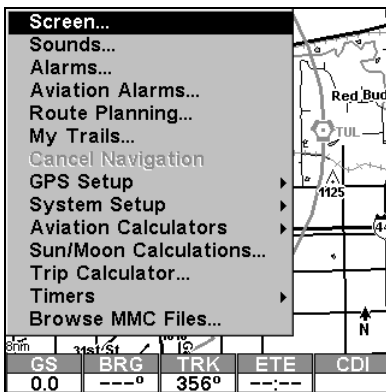 Screen...
Sounds...
Alarms...
Aviation Alarms...
Route Planning...
My Trails...
Cancel Navigation
GPS Setup
System Setup
Aviation Calculators
Sun/Moon Calculations...
Trip Calculator...
Timers
Browse MMC Files...
Red Bud
TUL
1125
N
8nm
31st/St
GS BRG TRK ETE CDI
0.0 ---º 356º --:--